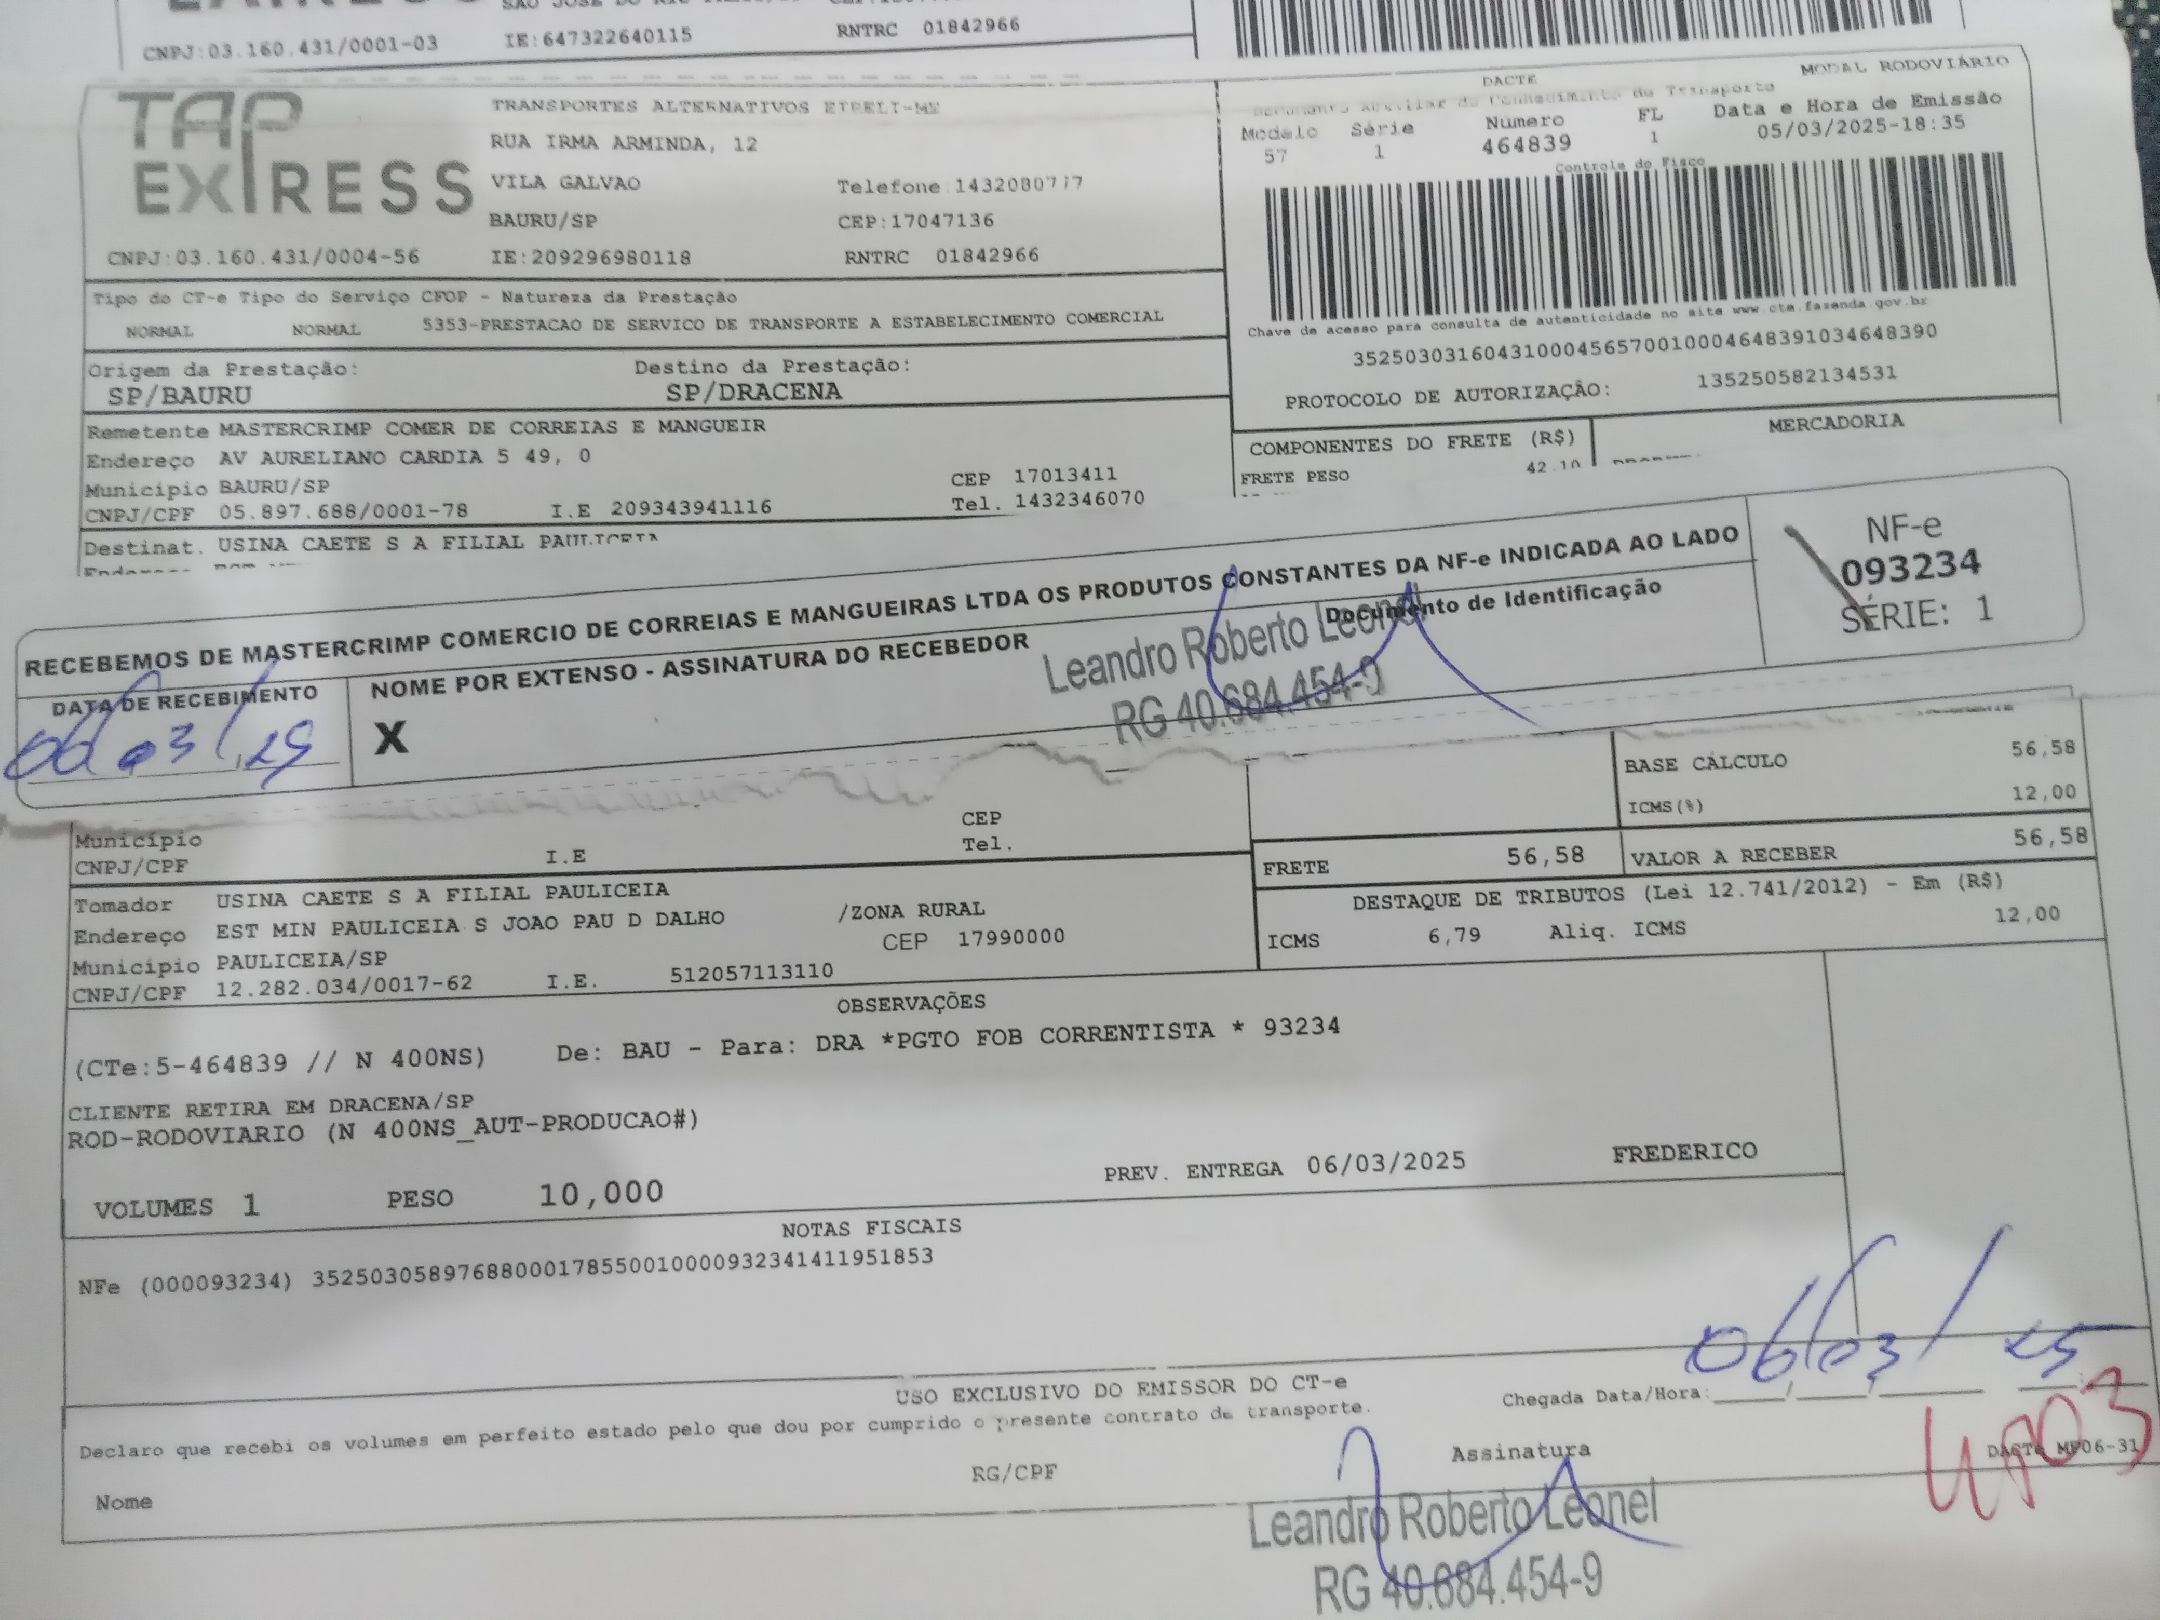 CNPJ:03.160.431/0001-03 IE:647322640115 RNTRC 01842966
TAP EXPRESS
TRANSPORTES ALTERNATIVOS EIRELI-ME
RUA IRMA ARMINDA, 12
VILA GALVAO Telefone:1432080777
BAURU/SP CEP:17047136
CNPJ:03.160.431/0004-56 IE:209296980118 RNTRC 01842966
DACTE MODAL RODOVIÁRIO
Documento Auxiliar do Conhecimento de Transporte
Modelo Série Número FL Data e Hora de Emissão
57 1 464839 1 05/03/2025-18:35
Controle do Fisco
Chave de acesso para consulta de autenticidade no site www.cte.fazenda.gov.br
35250303160431000456570010004648391034648390
PROTOCOLO DE AUTORIZAÇÃO: 135250582134531
Tipo do CT-e Tipo do Serviço CFOP - Natureza da Prestação
NORMAL NORMAL 5353-PRESTACAO DE SERVICO DE TRANSPORTE A ESTABELECIMENTO COMERCIAL
Origem da Prestação: Destino da Prestação:
SP/BAURU SP/DRACENA
Remetente MASTERCRIMP COMER DE CORREIAS E MANGUEIR
Endereço AV AURELIANO CARDIA 5 49, 0
Município BAURU/SP CEP 17013411
CNPJ/CPF 05.897.688/0001-78 I.E 209343941116 Tel. 1432346070
Destinat. USINA CAETE S A FILIAL PAULICEIA
Endereço
COMPONENTES DO FRETE (R$) MERCADORIA
FRETE PESO 42.10
RECEBEMOS DE MASTERCRIMP COMERCIO DE CORREIAS E MANGUEIRAS LTDA OS PRODUTOS CONSTANTES DA NF-e INDICADA AO LADO
DATA DE RECEBIMENTO NOME POR EXTENSO - ASSINATURA DO RECEBEDOR Documento de Identificação
06/03/25 X
Leandro Roberto Leonel
RG 40.684.454-9
NF-e
093234
SÉRIE: 1
BASE CÁLCULO 56,58
ICMS(%) 12,00
Município CEP
CNPJ/CPF I.E Tel.
FRETE 56,58 VALOR A RECEBER 56,58
Tomador USINA CAETE S A FILIAL PAULICEIA
Endereço EST MIN PAULICEIA S JOAO PAU D DALHO /ZONA RURAL
Município PAULICEIA/SP CEP 17990000
CNPJ/CPF 12.282.034/0017-62 I.E. 512057113110
DESTAQUE DE TRIBUTOS (Lei 12.741/2012) - Em (R$)
ICMS 6,79 Aliq. ICMS 12,00
OBSERVAÇÕES
(CTe:5-464839 // N 400NS) De: BAU - Para: DRA *PGTO FOB CORRENTISTA * 93234
CLIENTE RETIRA EM DRACENA/SP
ROD-RODOVIARIO (N 400NS_AUT-PRODUCAO#)
VOLUMES 1 PESO 10,000 PREV. ENTREGA 06/03/2025 FREDERICO
NOTAS FISCAIS
NFe (000093234) 35250305897688000178550010000932341411951853
USO EXCLUSIVO DO EMISSOR DO CT-e
Declaro que recebi os volumes em perfeito estado pelo que dou por cumprido o presente contrato de transporte.
Chegada Data/Hora: 06/03/25
Nome RG/CPF Assinatura
Leandro Roberto Leonel
RG 40.684.454-9